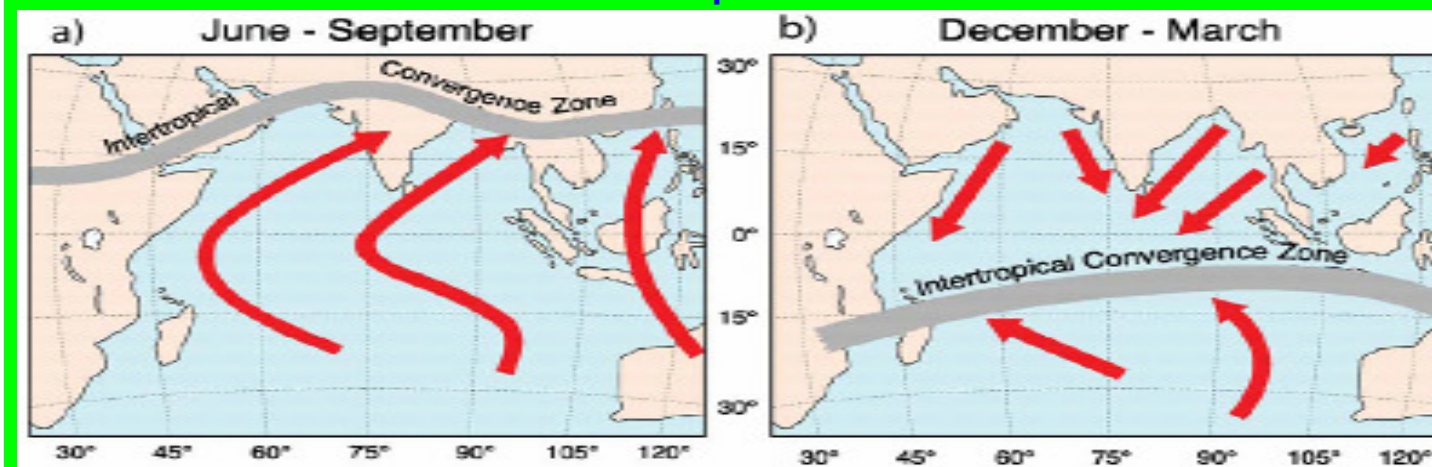 a) June - September
Intertropical Convergence Zone
b) December - March
Intertropical Convergence Zone
30°
15°
0°
15°
30°
30° 45° 60° 75° 90° 105° 120°
30° 45° 60° 75° 90° 105° 120°